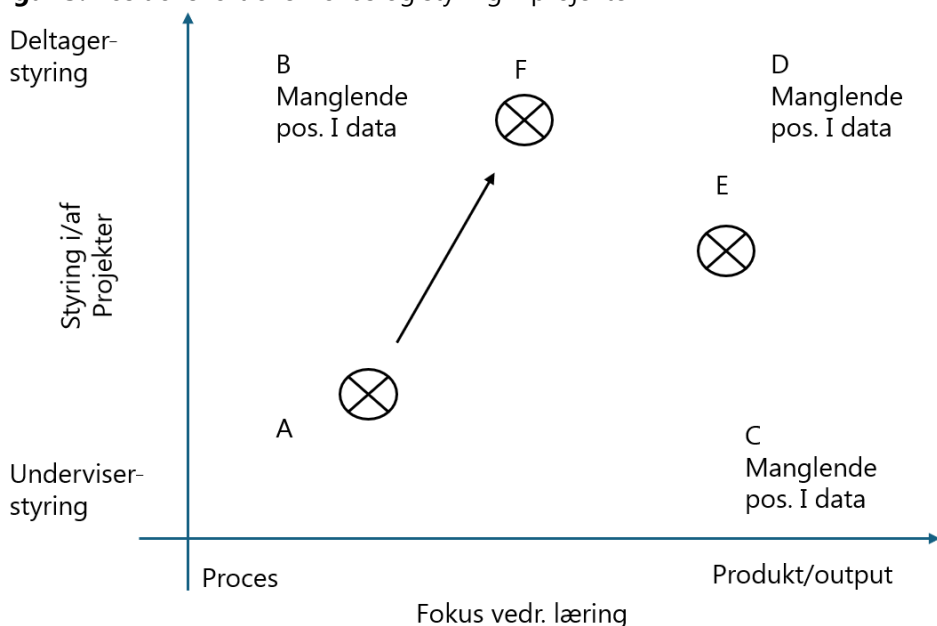 Deltager-
styring
B
Manglende
pos. I data
F
D
Manglende
pos. I data
E
Styring i/af
Projekter
A
C
Manglende
pos. I data
Underviser-
styring
Proces
Produkt/output
Fokus vedr. læring